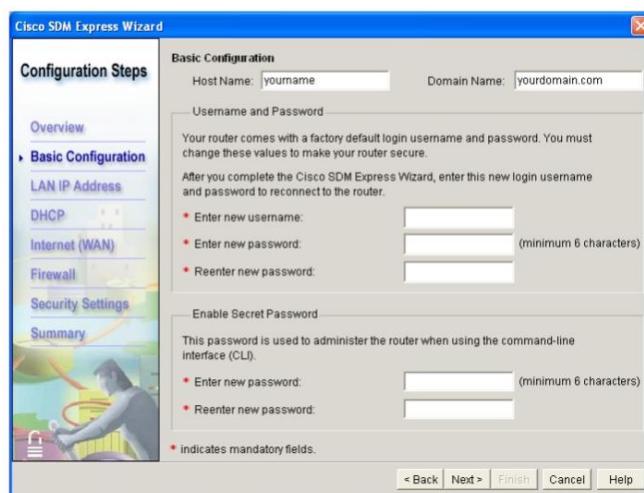 Cisco SDM Express Wizard
Configuration Steps
Overview
Basic Configuration
LAN IP Address
DHCP
Internet (WAN)
Firewall
Security Settings
Summary
Basic Configuration
Host Name: yourname Domain Name: yourdomain.com
Username and Password
Your router comes with a factory default login username and password. You must
change these values to make your router secure.
After you complete the Cisco SDM Express Wizard, enter this new login username
and password to reconnect to the router.
* Enter new username:
* Enter new password: (minimum 6 characters)
* Reenter new password:
Enable Secret Password
This password is used to administer the router when using the command-line
interface (CLI).
* Enter new password: (minimum 6 characters)
* Reenter new password:
* indicates mandatory fields.
< Back Next > Finish Cancel Help